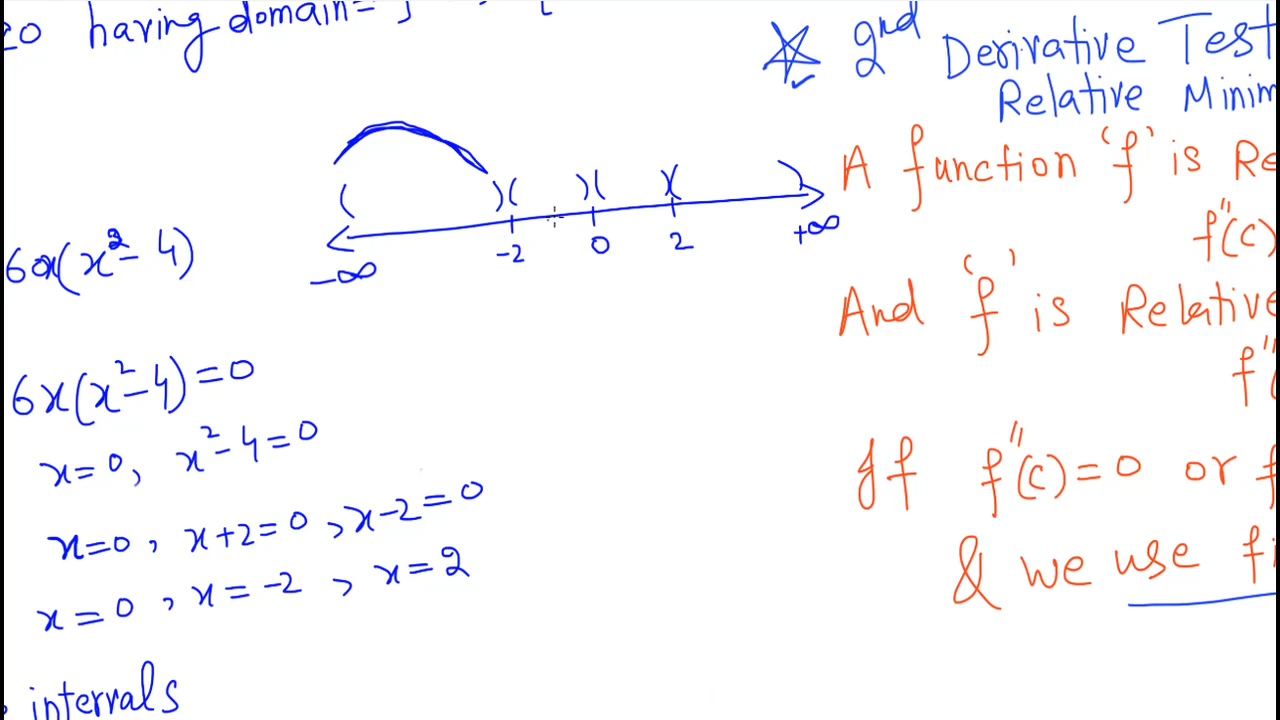 20 having domain=
6x(x²-4)
6x(x²-4)=0
x=0, x²-4=0
x=0, x+2=0, x-2=0
x=0, x=-2, x=2
intervals
( )( )( )( )
-∞ -2 0 2 +∞
2nd Derivative Test
Relative Minim
A function 'f' is Re
f''(c)
And 'f' is Relative
f''(
If f''(c)=0 or f
& we use fi